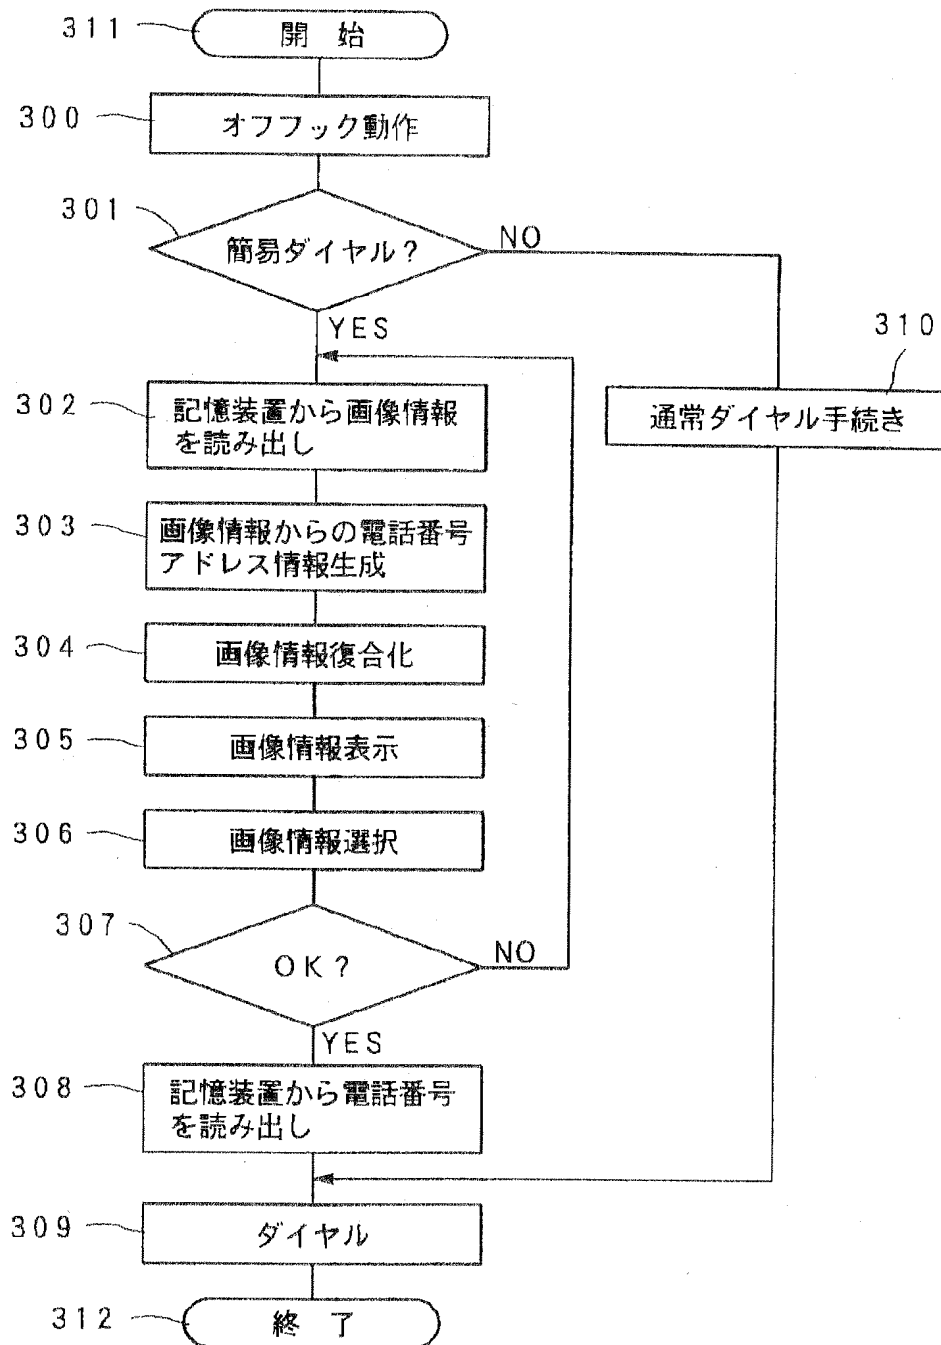 311 開始
300 オフフック動作
301 簡易ダイヤル?
NO
YES
310
通常ダイヤル手続き
302 記憶装置から画像情報
を読み出し
303 画像情報からの電話番号
アドレス情報生成
304 画像情報復合化
305 画像情報表示
306 画像情報選択
307 OK?
NO
YES
308 記憶装置から電話番号
を読み出し
309 ダイヤル
312 終了